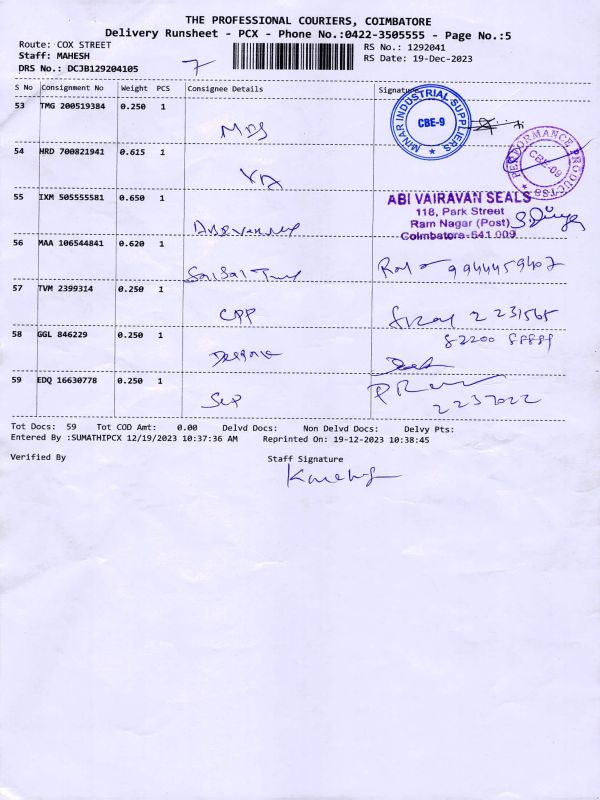 THE PROFESSIONAL COURIERS, COIMBATORE
Delivery Runsheet - PCX - Phone No.:0422-3505555 - Page No.:5
Route: COX STREET
Staff: MAHESH
DRS No.: DCJB129204105
7
RS No.: 1292041
RS Date: 19-Dec-2023
S No Consignment No Weight PCS Consignee Details Signature
53 TMG 200519384 0.250 1
MINAR INDUSTRIAL SUPPLIERS
CBE-9
54 HRD 700821941 0.615 1
PERFORMANCE PRODUCTSS
CBE-09
55 IXM 505555581 0.650 1
ABI VAIRAVAN SEALS
118, Park Street
Ram Nagar (Post)
Coimbatore-641 009
56 MAA 106544841 0.620 1
9944459402
57 TVM 2399314 0.250 1
CPP
2231565
58 GGL 846229 0.250 1
59 EDQ 16630778 0.250 1
2237022
Tot Docs: 59 Tot COD Amt: 0.00 Delvd Docs: Non Delvd Docs: Delvy Pts:
Entered By :SUMATHIPCX 12/19/2023 10:37:36 AM Reprinted On: 19-12-2023 10:38:45
Verified By Staff Signature